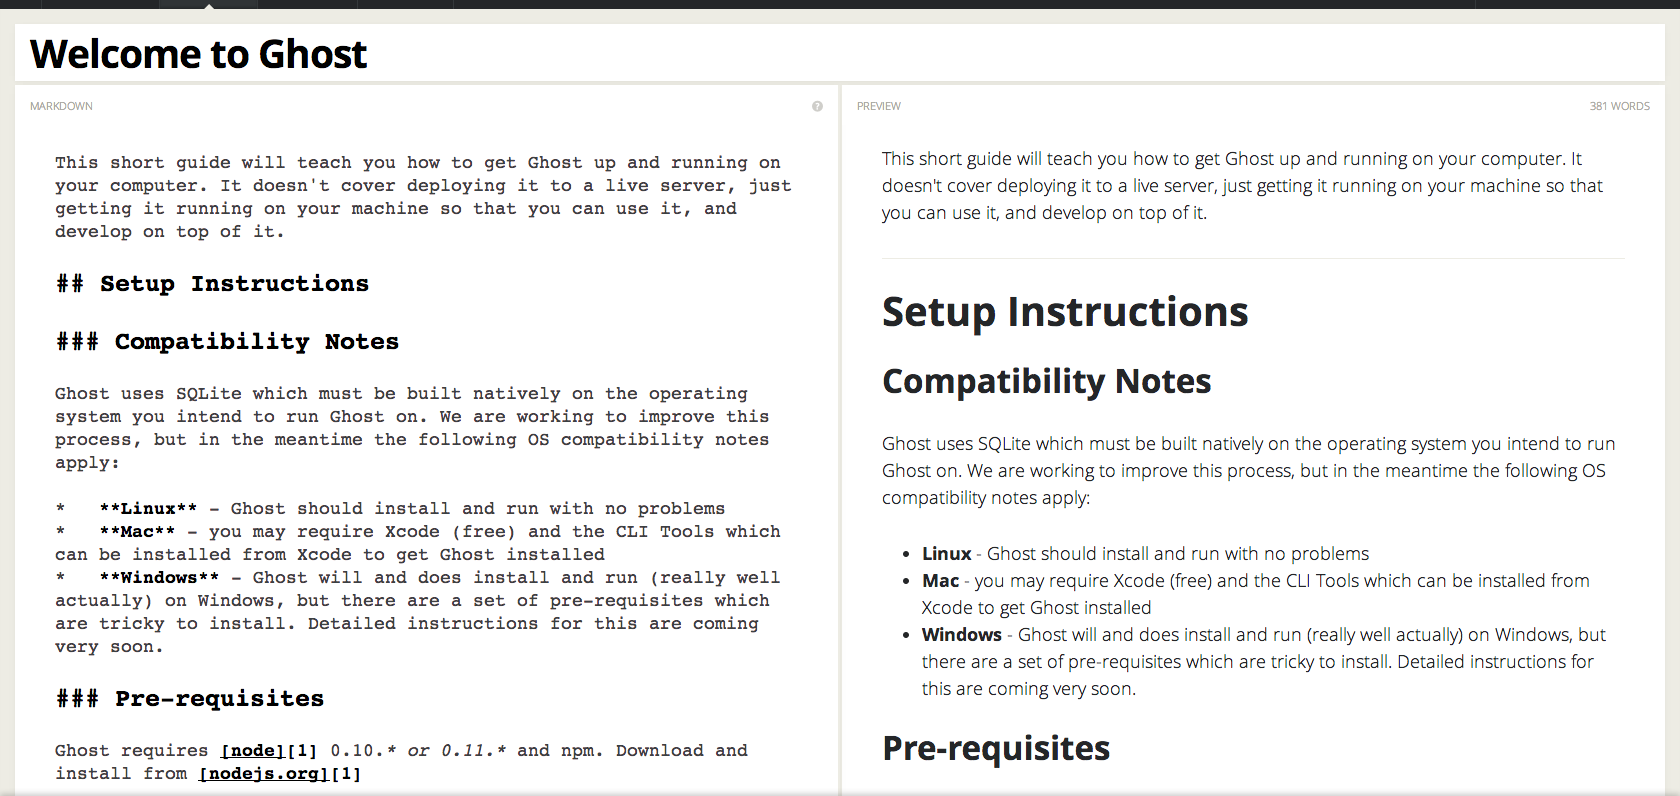 Welcome to Ghost
MARKDOWN
?
This short guide will teach you how to get Ghost up and running on
your computer. It doesn't cover deploying it to a live server, just
getting it running on your machine so that you can use it, and
develop on top of it.
## Setup Instructions
### Compatibility Notes
Ghost uses SQLite which must be built natively on the operating
system you intend to run Ghost on. We are working to improve this
process, but in the meantime the following OS compatibility notes
apply:
*   **Linux** - Ghost should install and run with no problems
*   **Mac** - you may require Xcode (free) and the CLI Tools which
can be installed from Xcode to get Ghost installed
*   **Windows** - Ghost will and does install and run (really well
actually) on Windows, but there are a set of pre-requisites which
are tricky to install. Detailed instructions for this are coming
very soon.
### Pre-requisites
Ghost requires [node][1] 0.10.* or 0.11.* and npm. Download and
install from [nodejs.org][1]
PREVIEW
381 WORDS
This short guide will teach you how to get Ghost up and running on your computer. It
doesn't cover deploying it to a live server, just getting it running on your machine so that
you can use it, and develop on top of it.
Setup Instructions
Compatibility Notes
Ghost uses SQLite which must be built natively on the operating system you intend to run
Ghost on. We are working to improve this process, but in the meantime the following OS
compatibility notes apply:
• Linux - Ghost should install and run with no problems
• Mac - you may require Xcode (free) and the CLI Tools which can be installed from
Xcode to get Ghost installed
• Windows - Ghost will and does install and run (really well actually) on Windows, but
there are a set of pre-requisites which are tricky to install. Detailed instructions for
this are coming very soon.
Pre-requisites